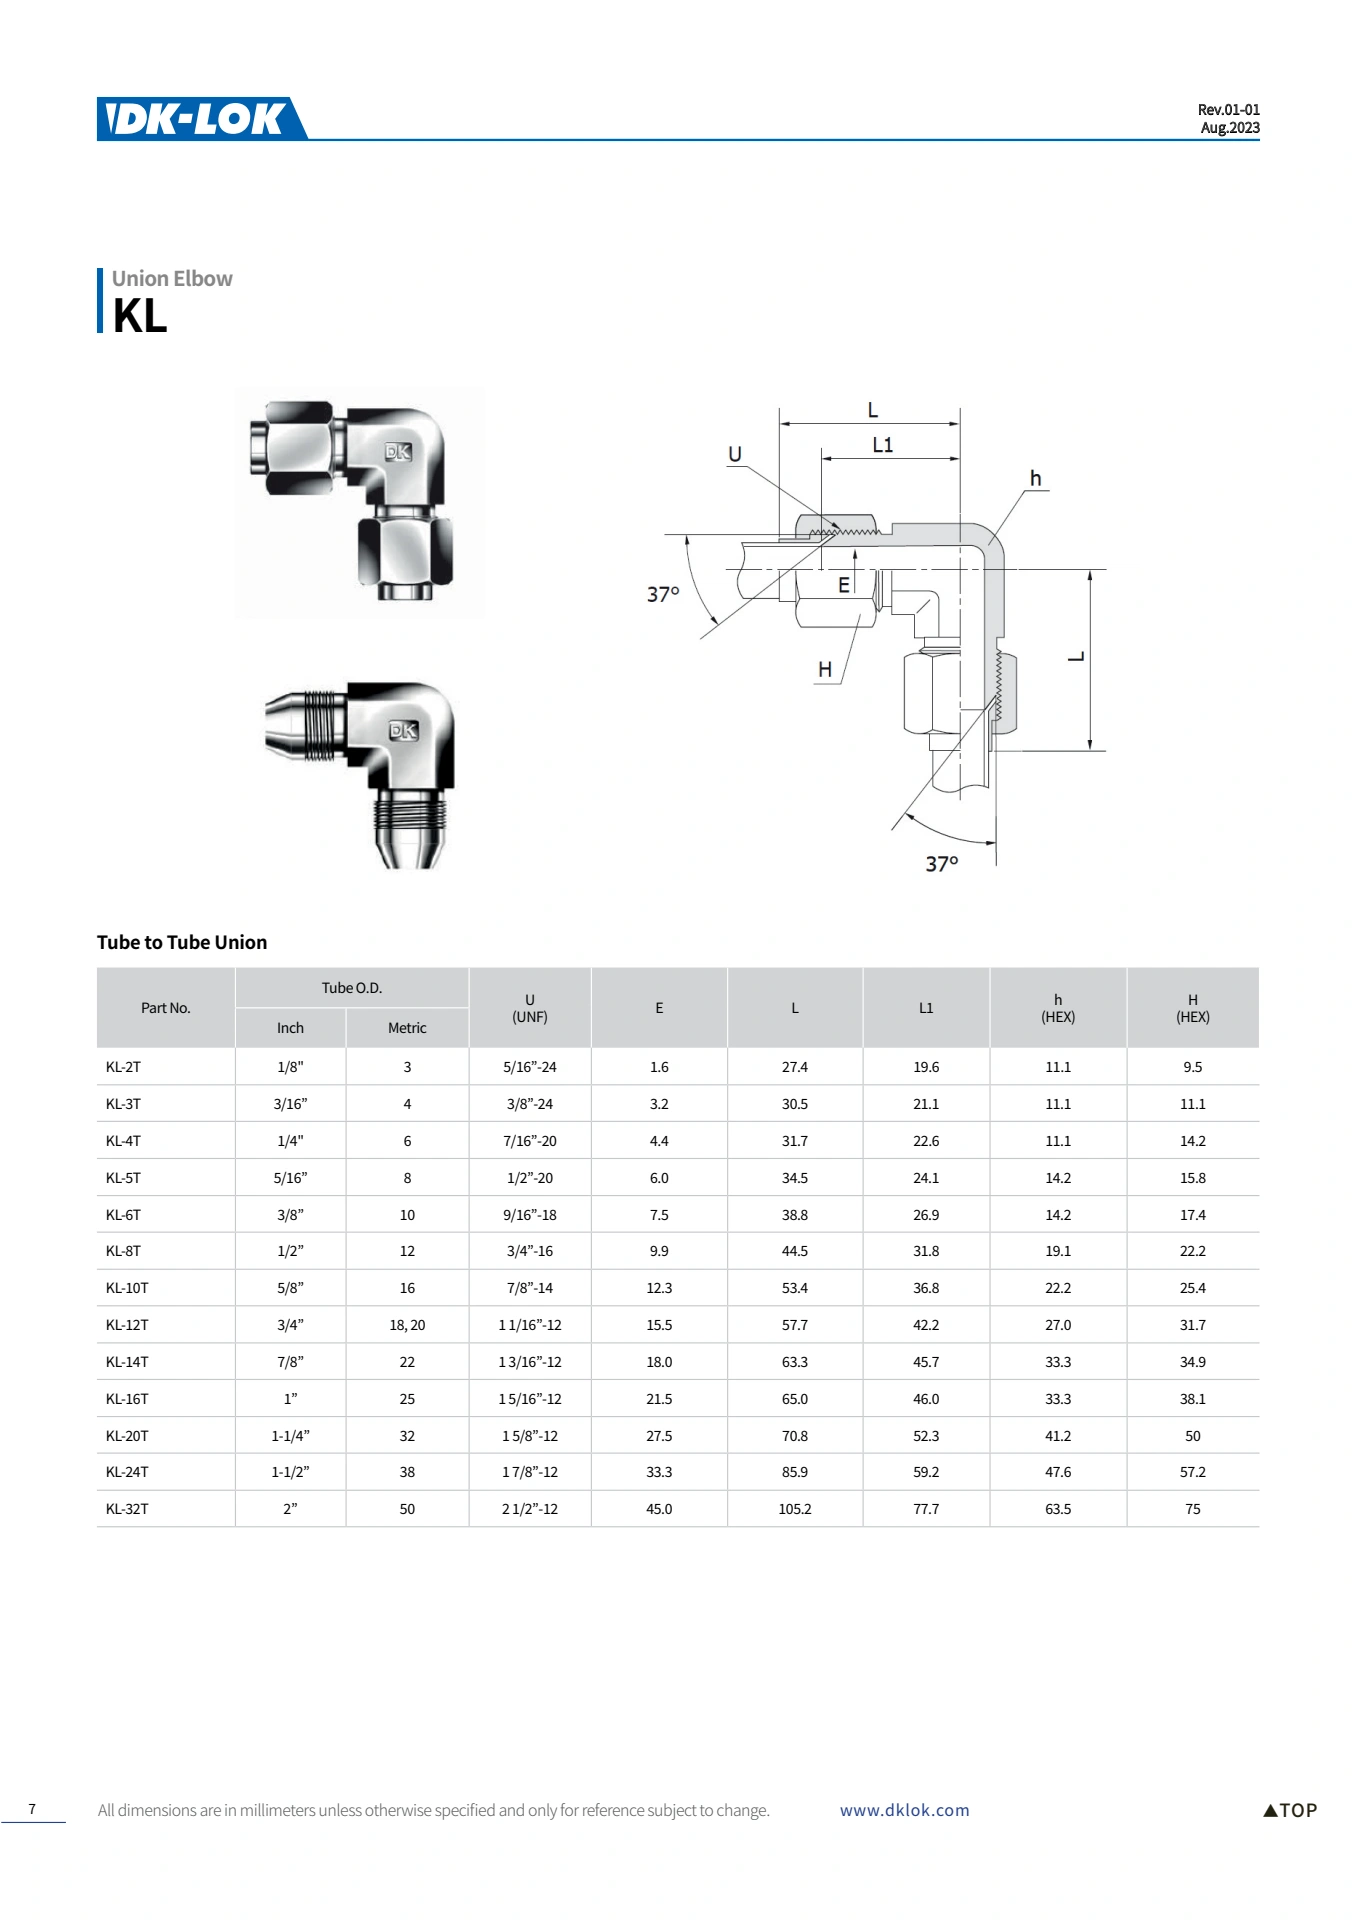 DK-LOK
Rev.01-01
Aug.2023
Union Elbow
KL
DK
DK
L
L1
U
h
37°
E
H
L
37°
Tube to Tube Union
Part No. Tube O.D. U (UNF) E L L1 h (HEX) H (HEX)
Inch Metric
KL-2T 1/8" 3 5/16”-24 1.6 27.4 19.6 11.1 9.5
KL-3T 3/16” 4 3/8”-24 3.2 30.5 21.1 11.1 11.1
KL-4T 1/4" 6 7/16”-20 4.4 31.7 22.6 11.1 14.2
KL-5T 5/16” 8 1/2”-20 6.0 34.5 24.1 14.2 15.8
KL-6T 3/8” 10 9/16”-18 7.5 38.8 26.9 14.2 17.4
KL-8T 1/2” 12 3/4”-16 9.9 44.5 31.8 19.1 22.2
KL-10T 5/8” 16 7/8”-14 12.3 53.4 36.8 22.2 25.4
KL-12T 3/4” 18, 20 1 1/16”-12 15.5 57.7 42.2 27.0 31.7
KL-14T 7/8” 22 1 3/16”-12 18.0 63.3 45.7 33.3 34.9
KL-16T 1” 25 1 5/16”-12 21.5 65.0 46.0 33.3 38.1
KL-20T 1-1/4” 32 1 5/8”-12 27.5 70.8 52.3 41.2 50
KL-24T 1-1/2” 38 1 7/8”-12 33.3 85.9 59.2 47.6 57.2
KL-32T 2” 50 2 1/2”-12 45.0 105.2 77.7 63.5 75
7 All dimensions are in millimeters unless otherwise specified and only for reference subject to change. www.dklok.com ▲TOP